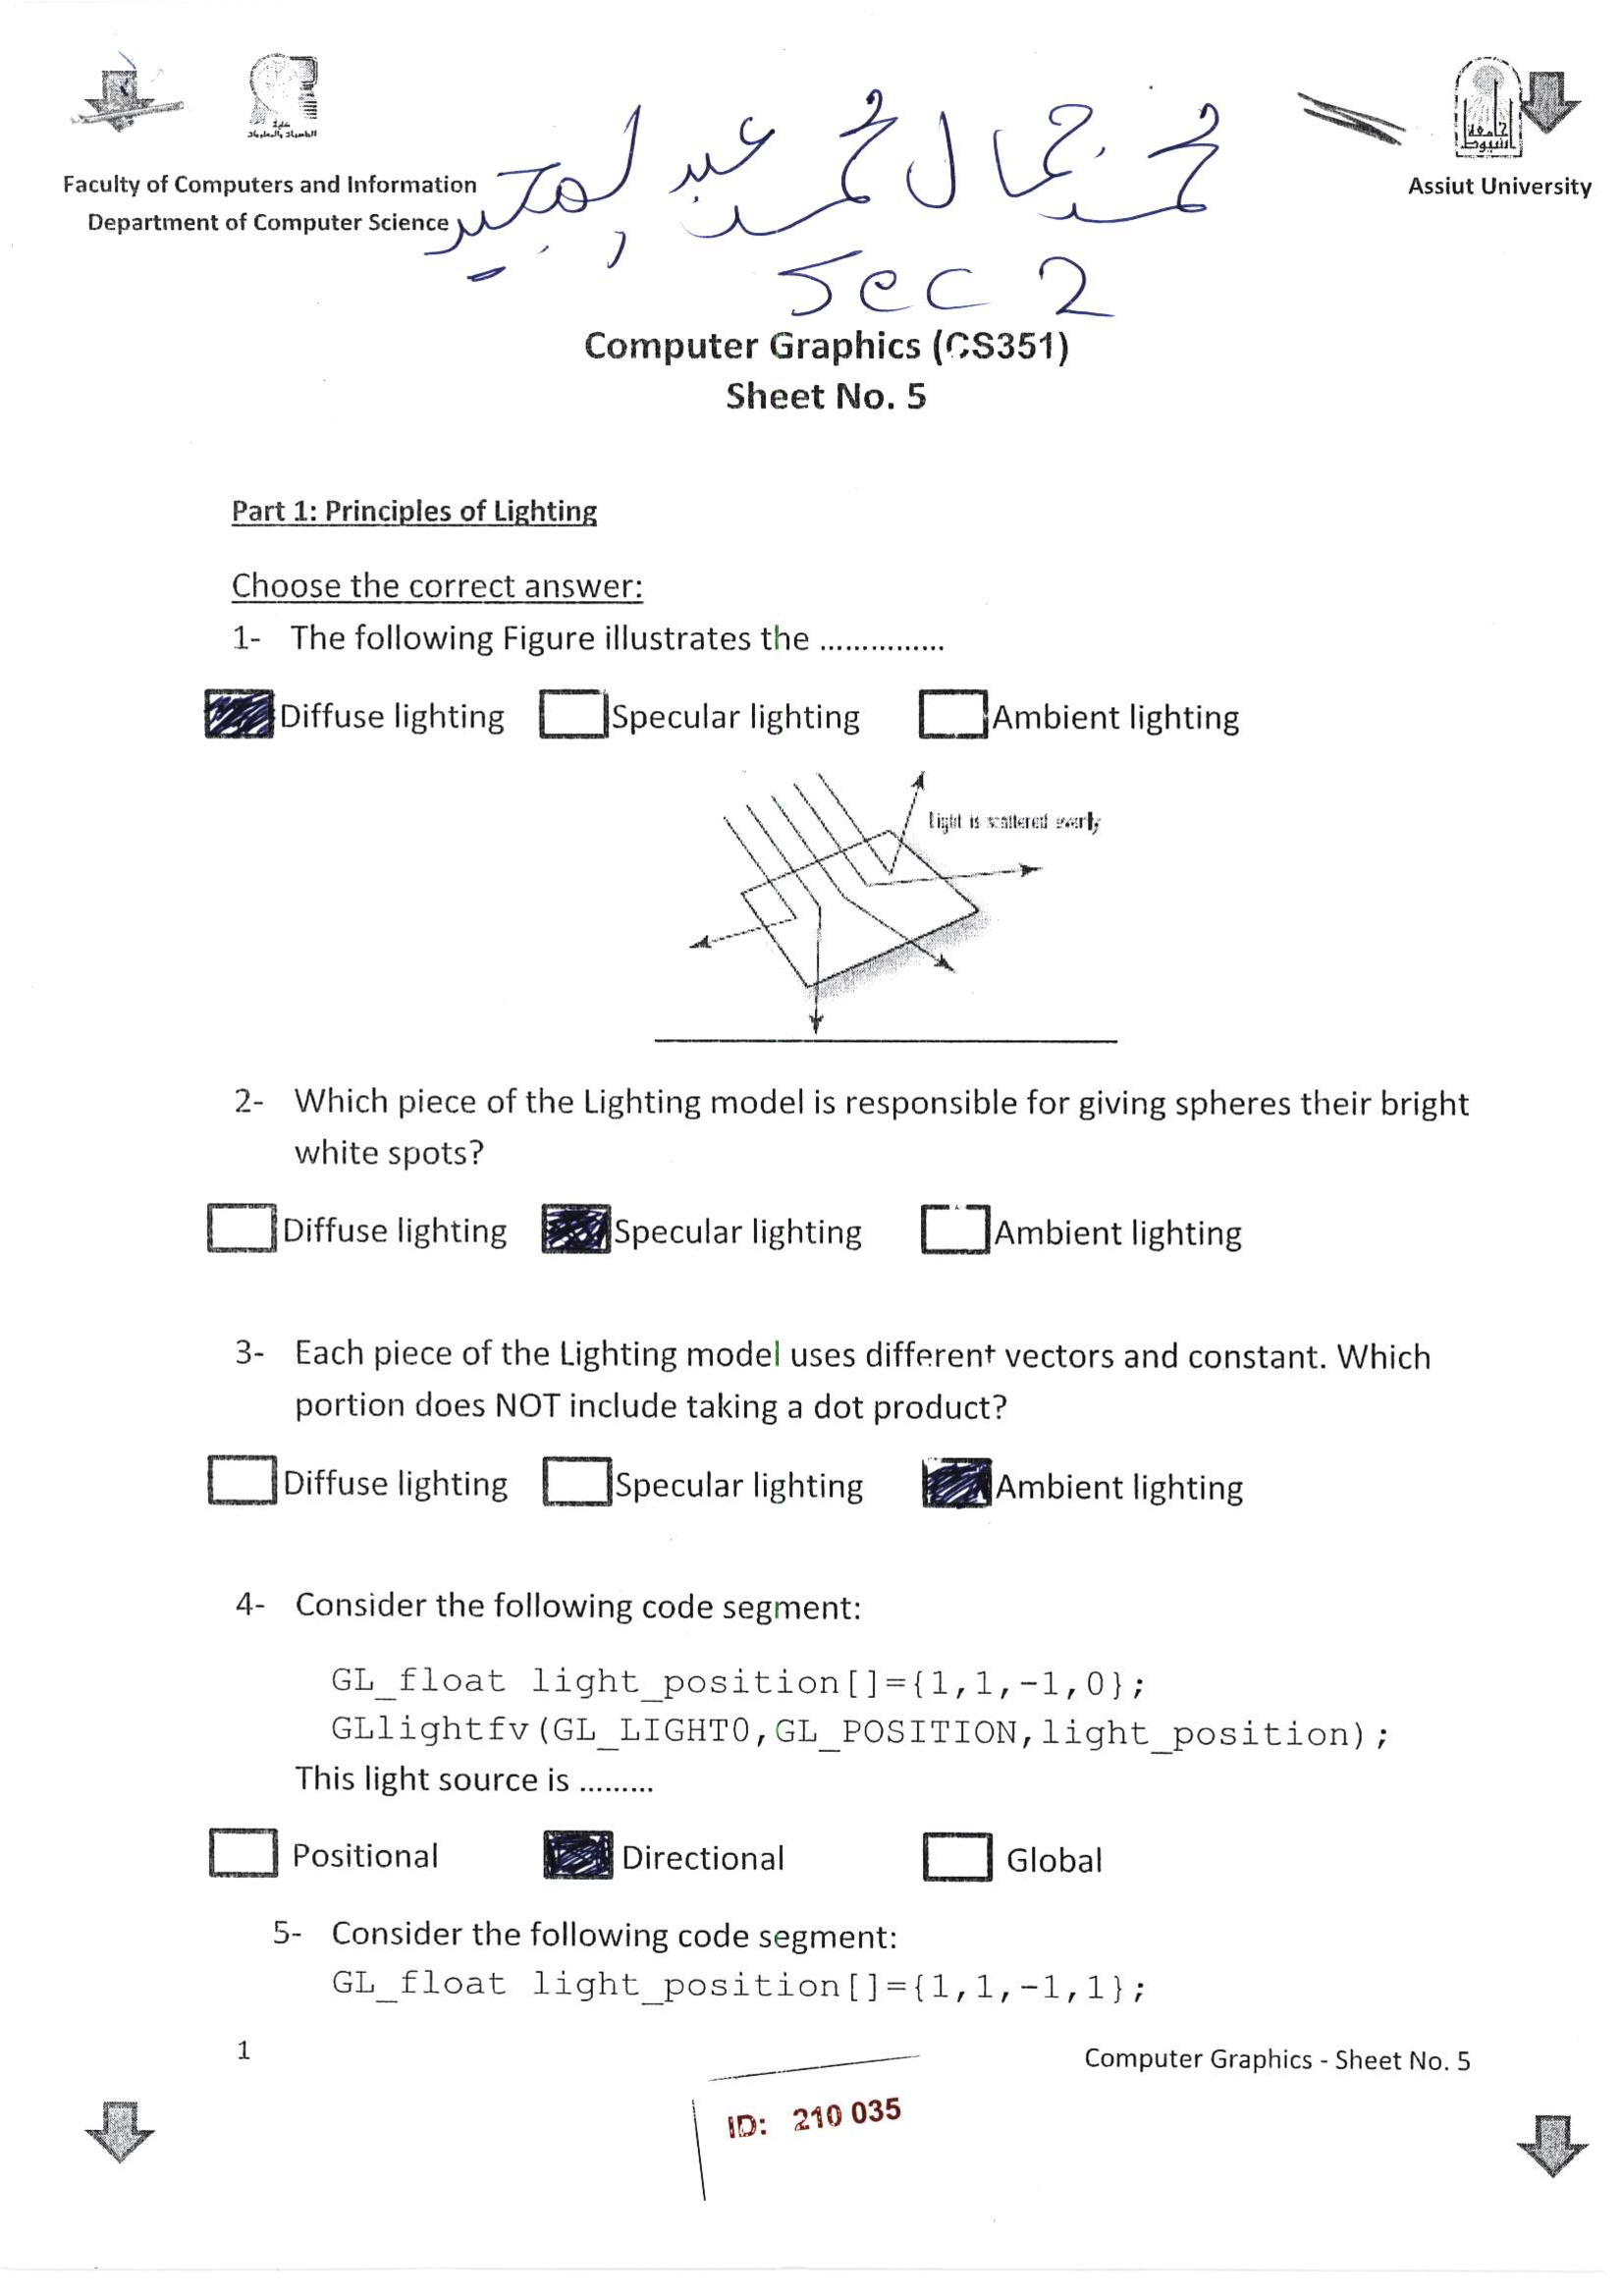 كلية
الحاسبات والمعلومات
جامعة
أسيوط
Faculty of Computers and Information
Department of Computer Science
Assiut University
محمد جمال محمد عبد
Sec 2
Computer Graphics (CS351)
Sheet No. 5
Part 1: Principles of Lighting
Choose the correct answer:
1- The following Figure illustrates the ...............
Diffuse lighting Specular lighting Ambient lighting
Light is scattered evenly
2- Which piece of the Lighting model is responsible for giving spheres their bright
white spots?
Diffuse lighting Specular lighting Ambient lighting
3- Each piece of the Lighting model uses different vectors and constant. Which
portion does NOT include taking a dot product?
Diffuse lighting Specular lighting Ambient lighting
4- Consider the following code segment:
GL_float light_position[]={1,1,-1,0};
GLlightfv(GL_LIGHT0,GL_POSITION,light_position);
This light source is .........
Positional Directional Global
5- Consider the following code segment:
GL_float light_position[]={1,1,-1,1};
1 Computer Graphics - Sheet No. 5
ID: 210 035